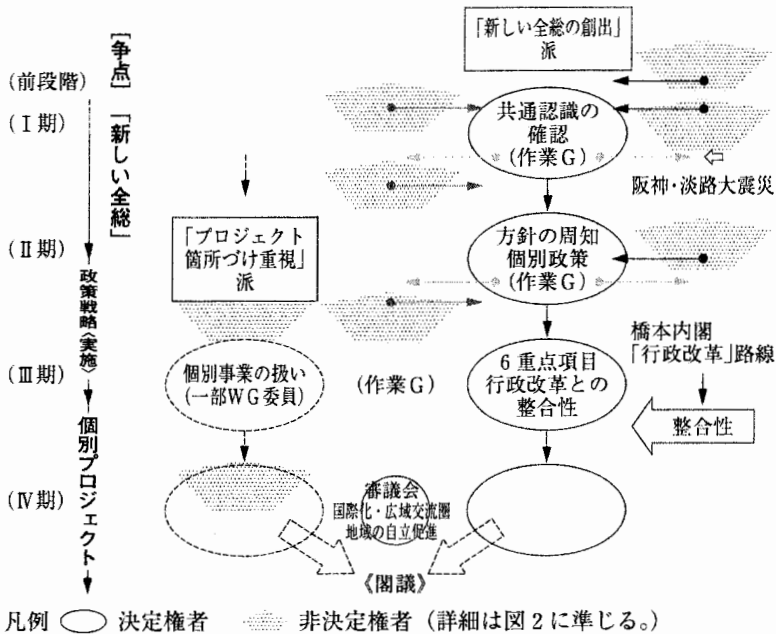 ［争点］
「新しい全総」
政策戦略〈実施〉
個別プロジェクト
(前段階)
(Ⅰ期)
(Ⅱ期)
(Ⅲ期)
(Ⅳ期)
「新しい全総の創出」
派
共通認識の
確認
(作業G)
阪神・淡路大震災
「プロジェクト
箇所づけ重視」
派
方針の周知
個別政策
(作業G)
橋本内閣
「行政改革」路線
個別事業の扱い
(一部WG委員)
(作業G)
6重点項目
行政改革との
整合性
整合性
審議会
国際化・広域交流圏
地域の自立促進
《閣議》
凡例 決定権者 非決定権者（詳細は図2に準じる。）